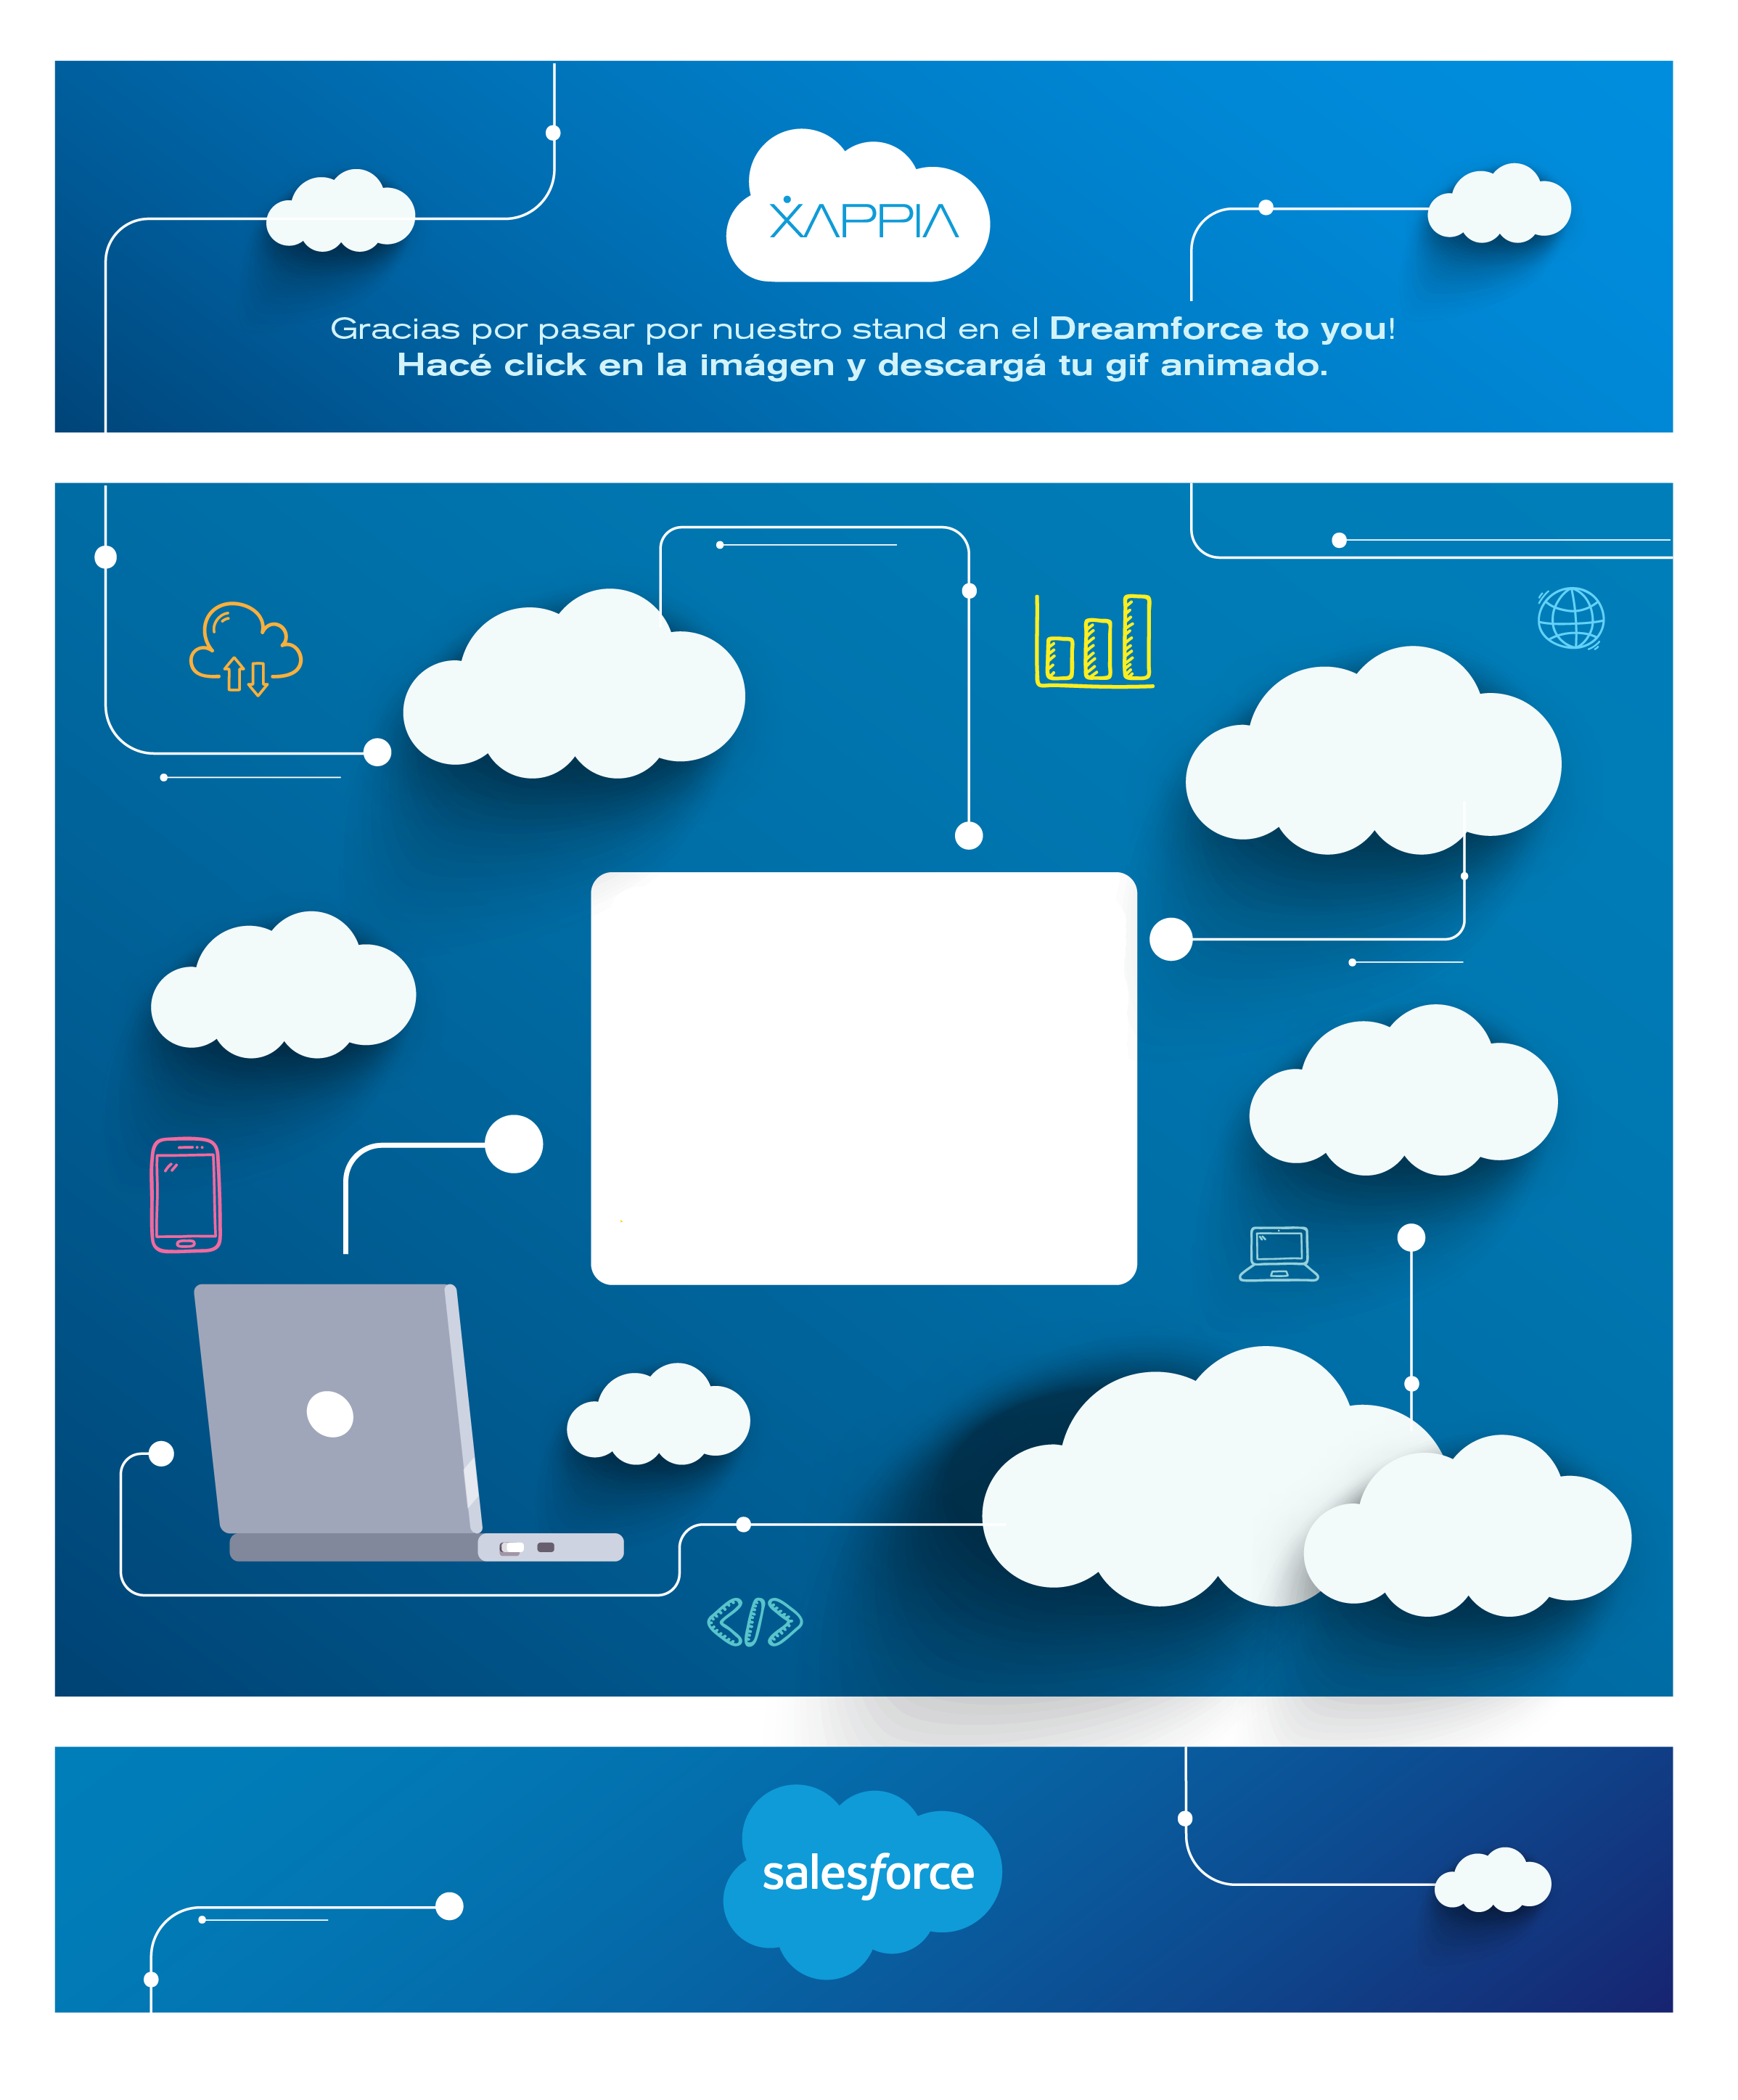 XAPPIA
Gracias por pasar por nuestro stand en el Dreamforce to you!
Hacé click en la imágen y descargá tu gif animado.
salesforce